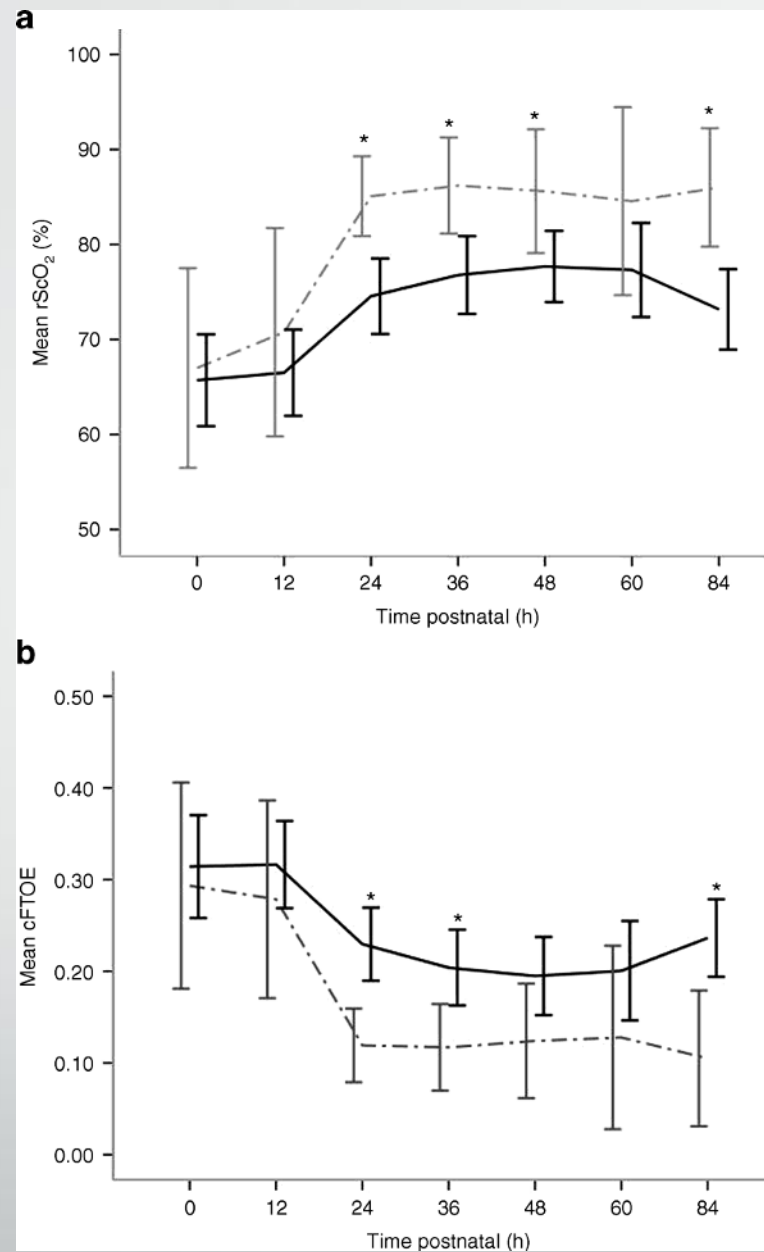 a
100
90
80
70
60
50
Mean rScO₂ (%)
* * * *
0 12 24 36 48 60 84
Time postnatal (h)
b
0.50
0.40
0.30
0.20
0.10
0.00
Mean cFTOE
* * *
0 12 24 36 48 60 84
Time postnatal (h)